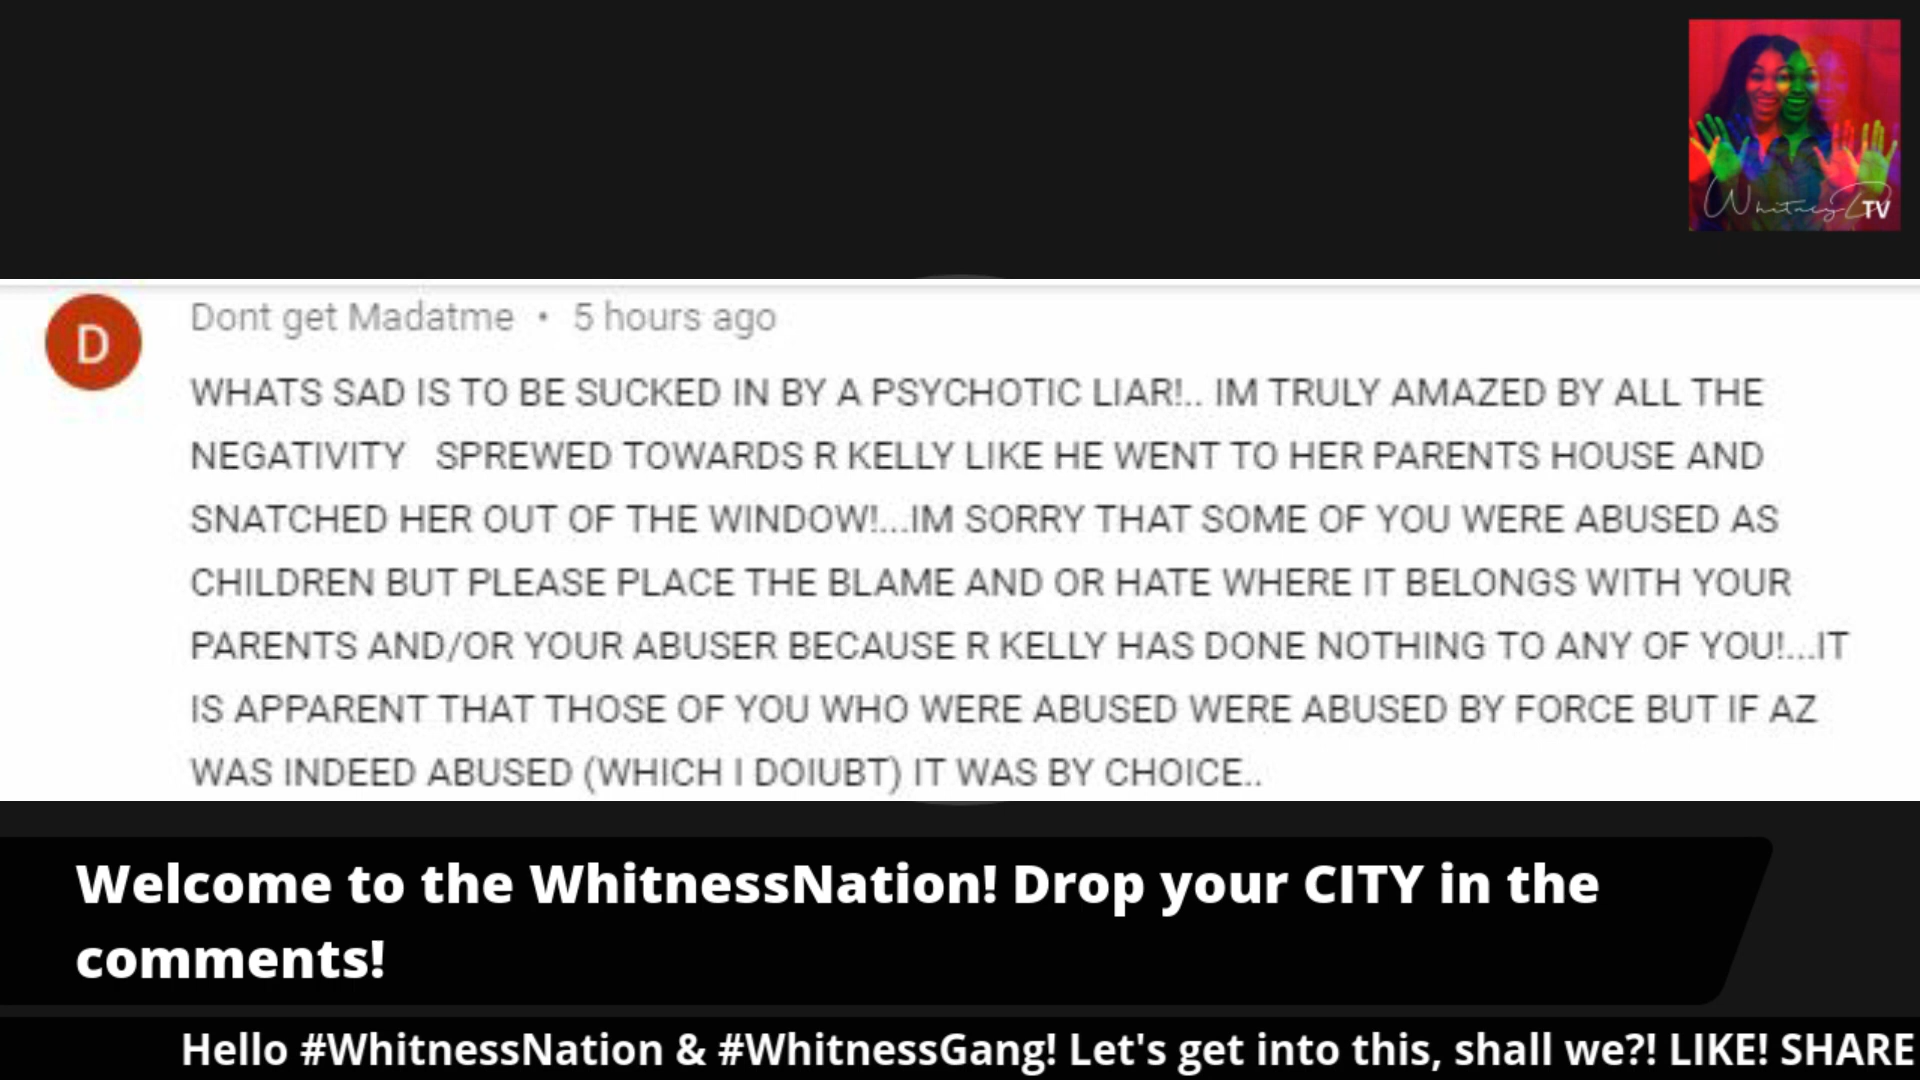 Whitney D
TV
D
Dont get Madatme • 5 hours ago
WHATS SAD IS TO BE SUCKED IN BY A PSYCHOTIC LIAR!.. IM TRULY AMAZED BY ALL THE
NEGATIVITY SPREWED TOWARDS R KELLY LIKE HE WENT TO HER PARENTS HOUSE AND
SNATCHED HER OUT OF THE WINDOW!...IM SORRY THAT SOME OF YOU WERE ABUSED AS
CHILDREN BUT PLEASE PLACE THE BLAME AND OR HATE WHERE IT BELONGS WITH YOUR
PARENTS AND/OR YOUR ABUSER BECAUSE R KELLY HAS DONE NOTHING TO ANY OF YOU!...IT
IS APPARENT THAT THOSE OF YOU WHO WERE ABUSED WERE ABUSED BY FORCE BUT IF AZ
WAS INDEED ABUSED (WHICH I DOIUBT) IT WAS BY CHOICE..
Welcome to the WhitnessNation! Drop your CITY in the
comments!
Hello #WhitnessNation & #WhitnessGang! Let's get into this, shall we?! LIKE! SHARE